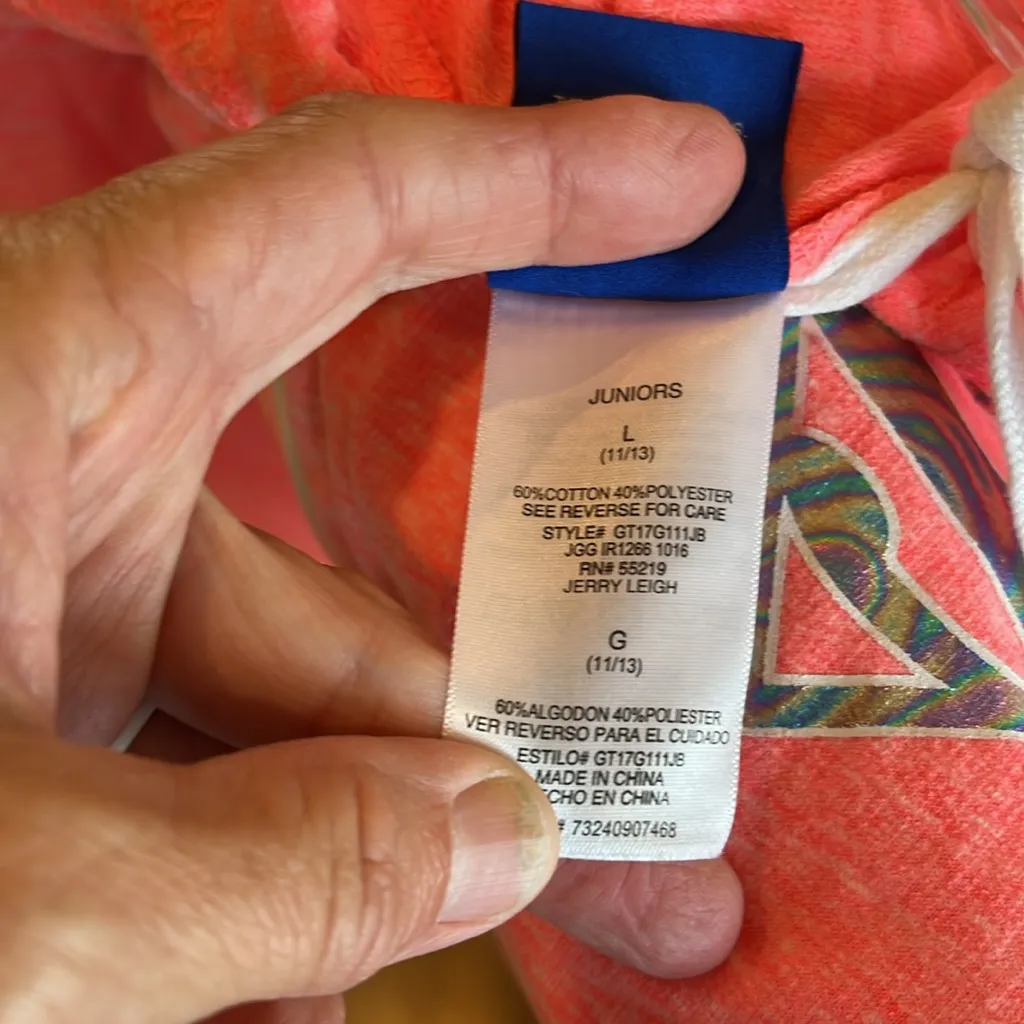 JUNIORS
L
(11/13)
60%COTTON 40%POLYESTER
SEE REVERSE FOR CARE
STYLE# GT17G111JB
JGG IR1266 1016
RN# 55219
JERRY LEIGH
G
(11/13)
60%ALGODON 40%POLIESTER
VER REVERSO PARA EL CUIDADO
ESTILO# GT17G111JB
MADE IN CHINA
CHO EN CHINA
# 73240907468